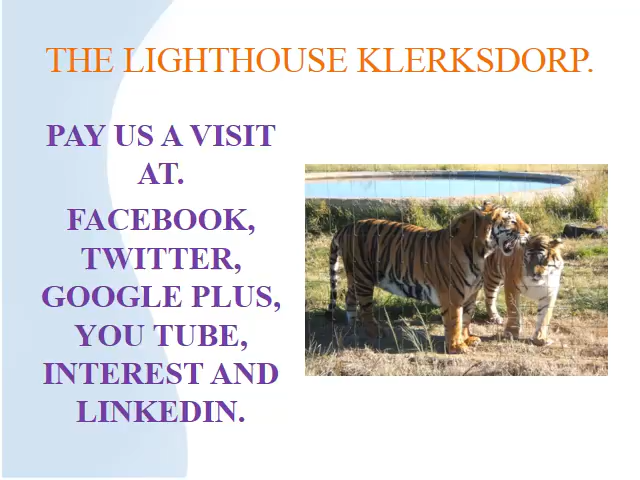 THE LIGHTHOUSE KLERKSDORP.
PAY US A VISIT
AT.
FACEBOOK,
TWITTER,
GOOGLE PLUS,
YOU TUBE,
INTEREST AND
LINKEDIN.